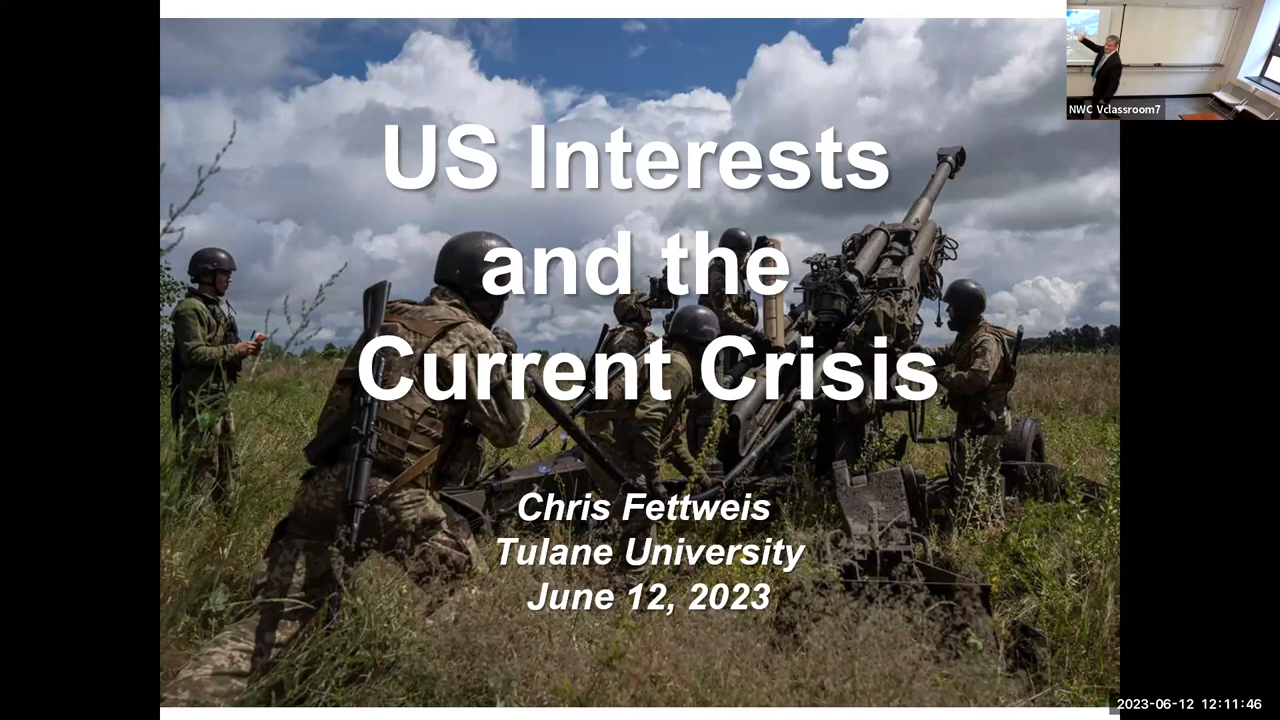 US Interests
and the
Current Crisis
Chris Fettweis
Tulane University
June 12, 2023
NWC Vclassroom7
2023-06-12 12:11:46